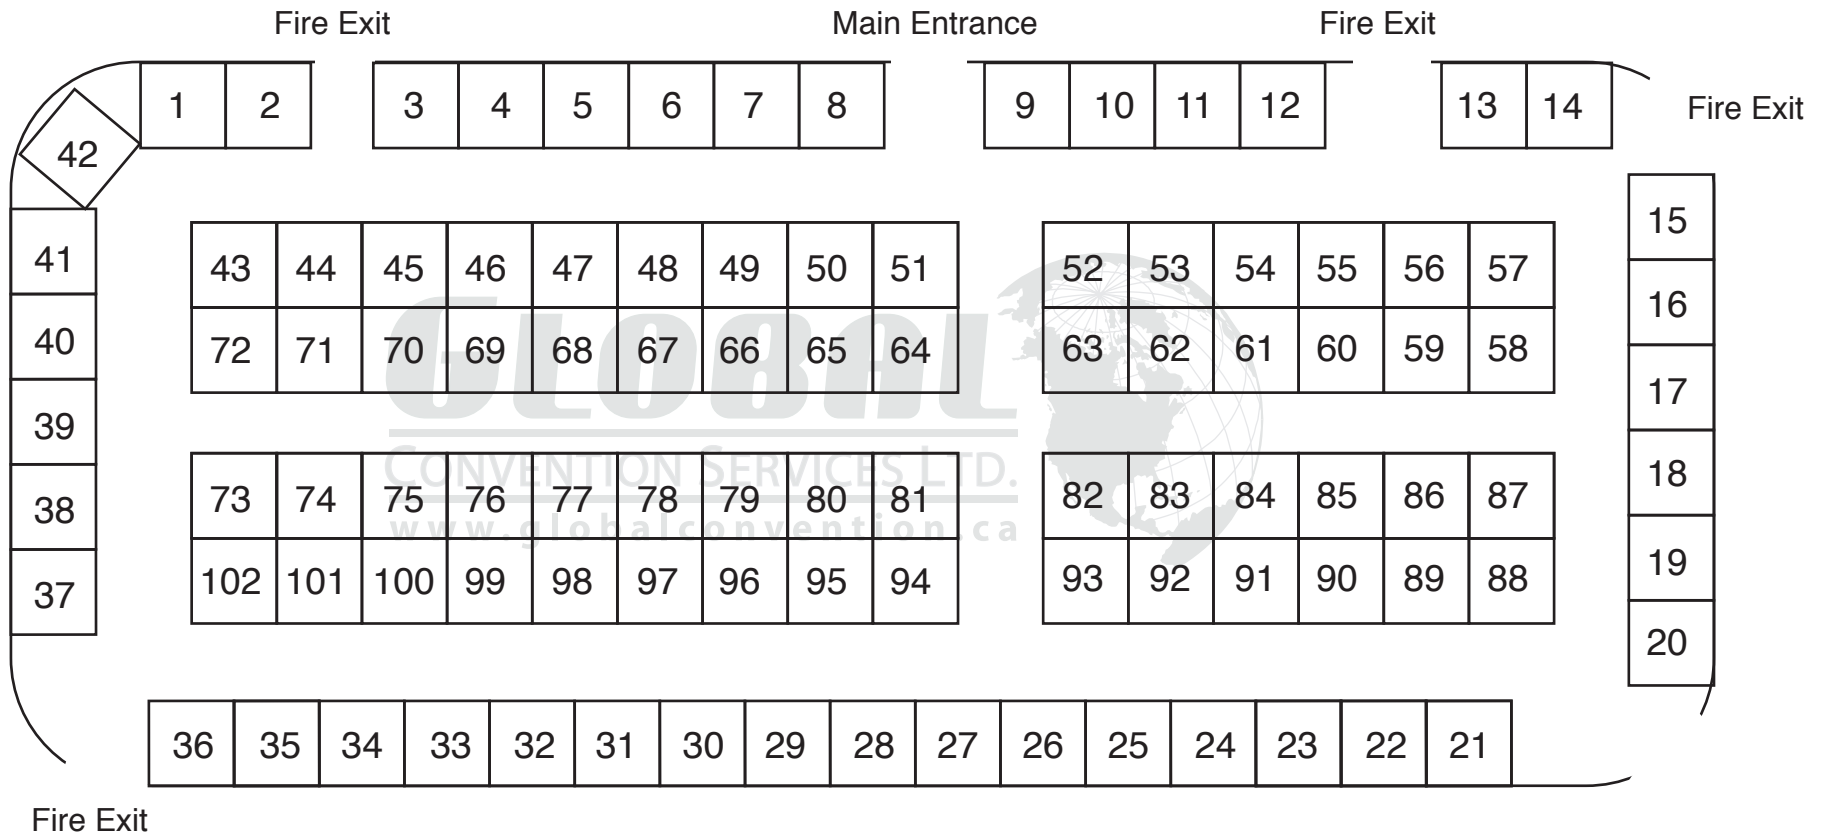 Fire Exit Main Entrance Fire Exit
1 2 3 4 5 6 7 8 9 10 11 12 13 14 Fire Exit
42
15
41 43 44 45 46 47 48 49 50 51 52 53 54 55 56 57
16
40 72 71 70 69 68 67 66 65 64 63 62 61 60 59 58
GLOBAL
17
39
CONVENTION SERVICES LTD.
18
38 73 74 75 76 77 78 79 80 81 82 83 84 85 86 87
www.globalconvention.ca
19
37 102 101 100 99 98 97 96 95 94 93 92 91 90 89 88
20
36 35 34 33 32 31 30 29 28 27 26 25 24 23 22 21
Fire Exit